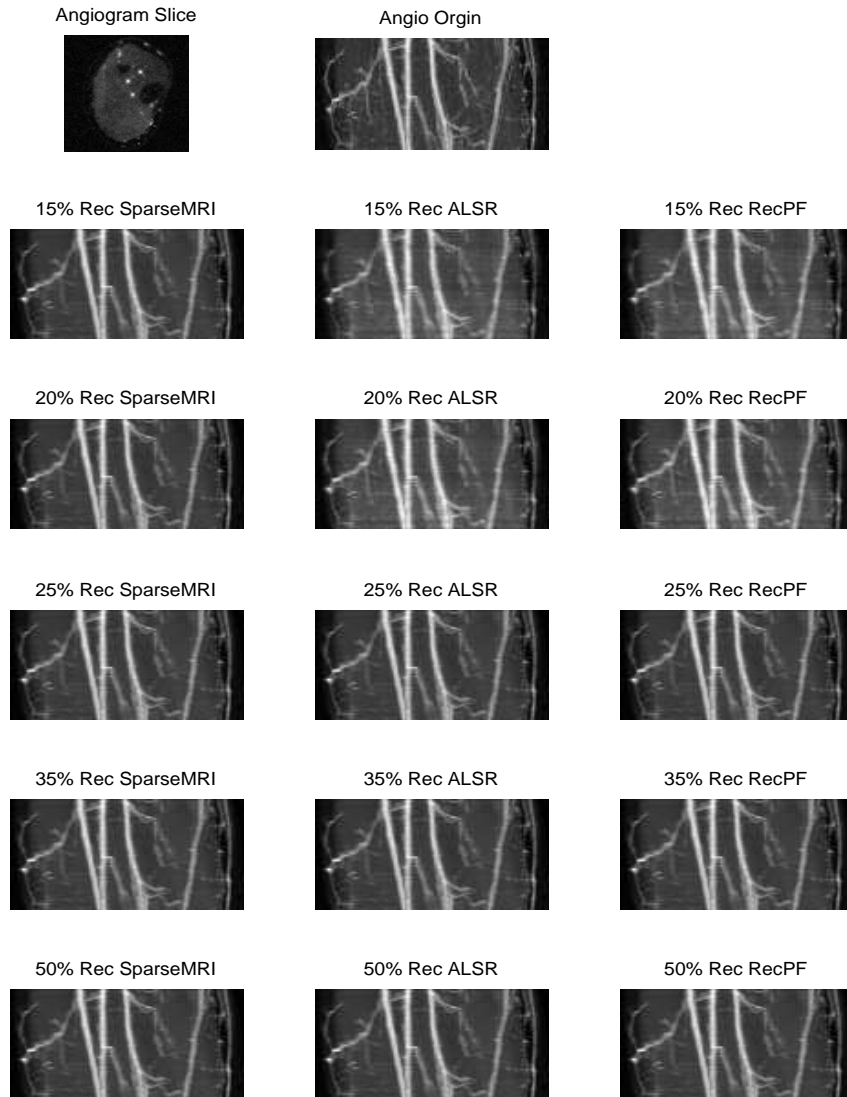 Angiogram Slice
Angio Orgin
15% Rec SparseMRI
15% Rec ALSR
15% Rec RecPF
20% Rec SparseMRI
20% Rec ALSR
20% Rec RecPF
25% Rec SparseMRI
25% Rec ALSR
25% Rec RecPF
35% Rec SparseMRI
35% Rec ALSR
35% Rec RecPF
50% Rec SparseMRI
50% Rec ALSR
50% Rec RecPF